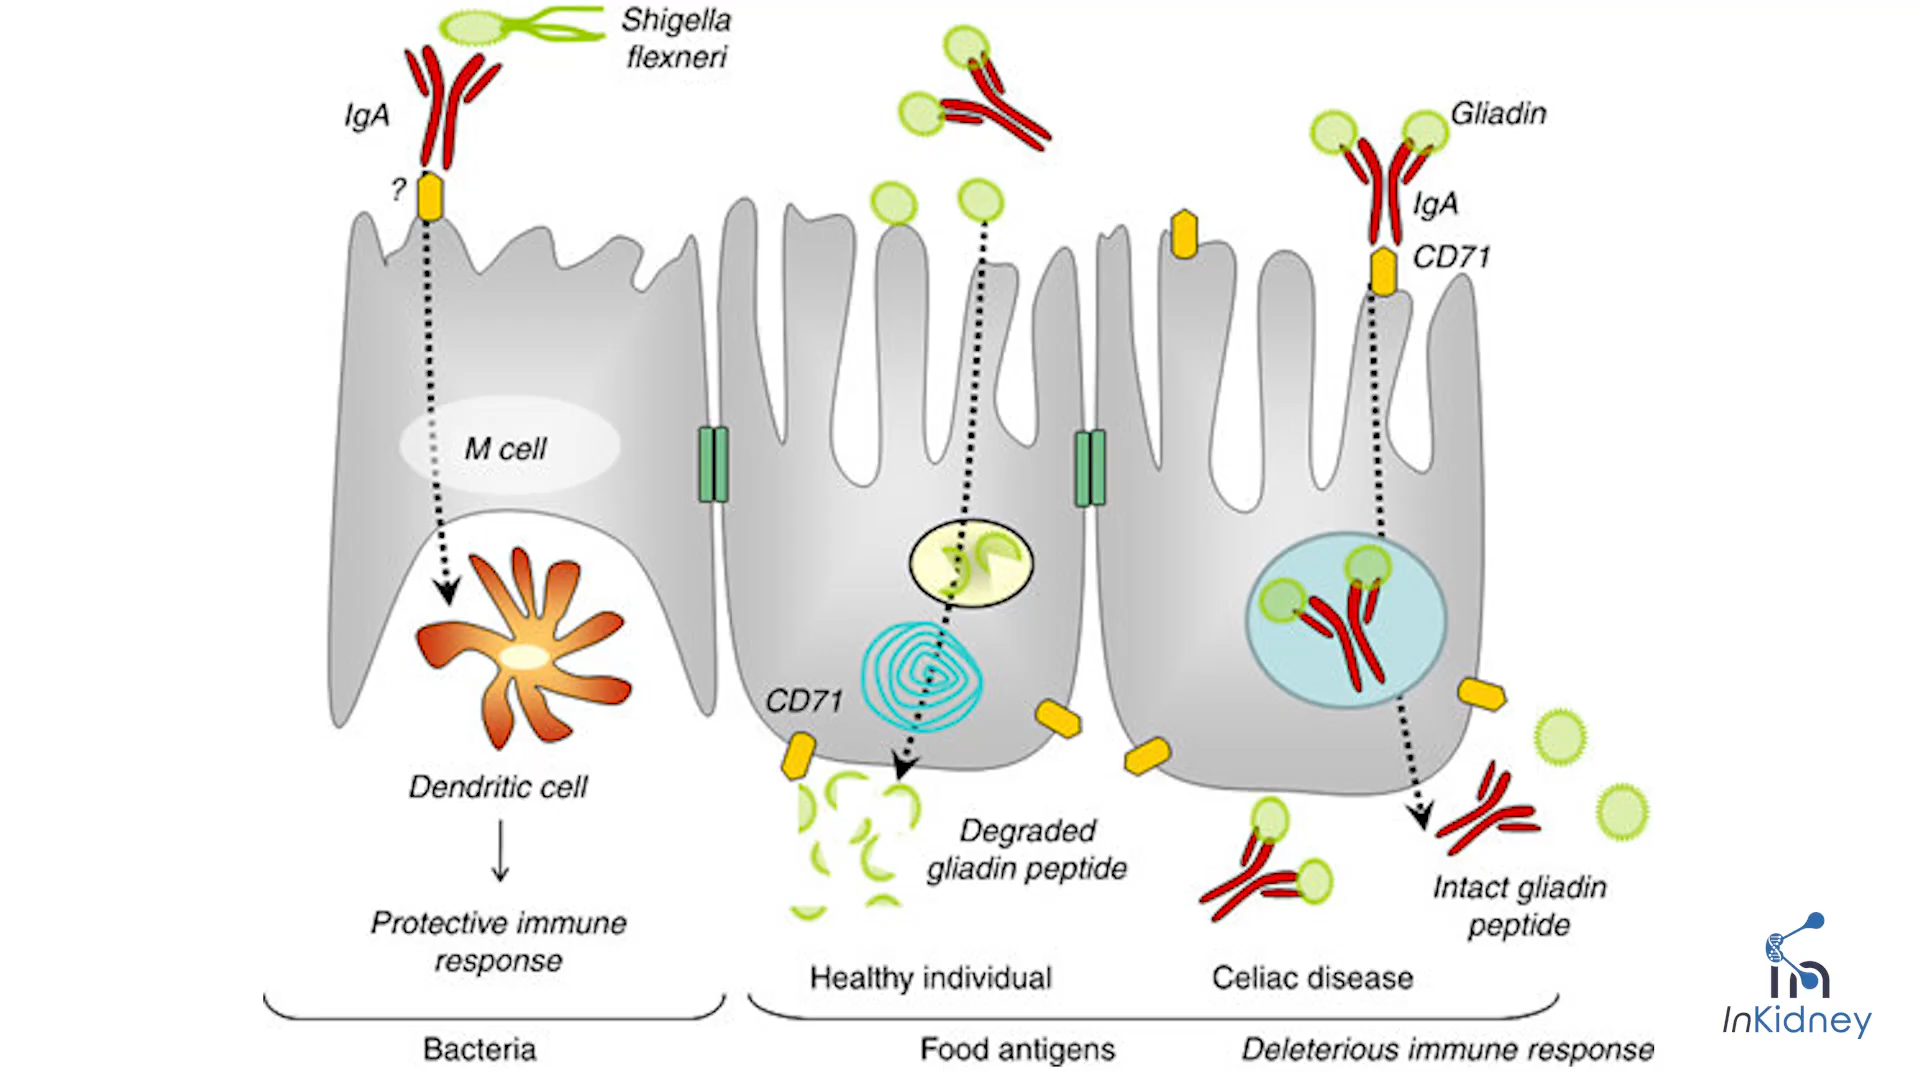 Shigella
flexneri
IgA
?
M cell
Dendritic cell
Protective immune
response
Bacteria
CD71
Degraded
gliadin peptide
Healthy individual
Food antigens
Gliadin
IgA
CD71
Intact gliadin
peptide
Celiac disease
Deleterious immune response
in
InKidney